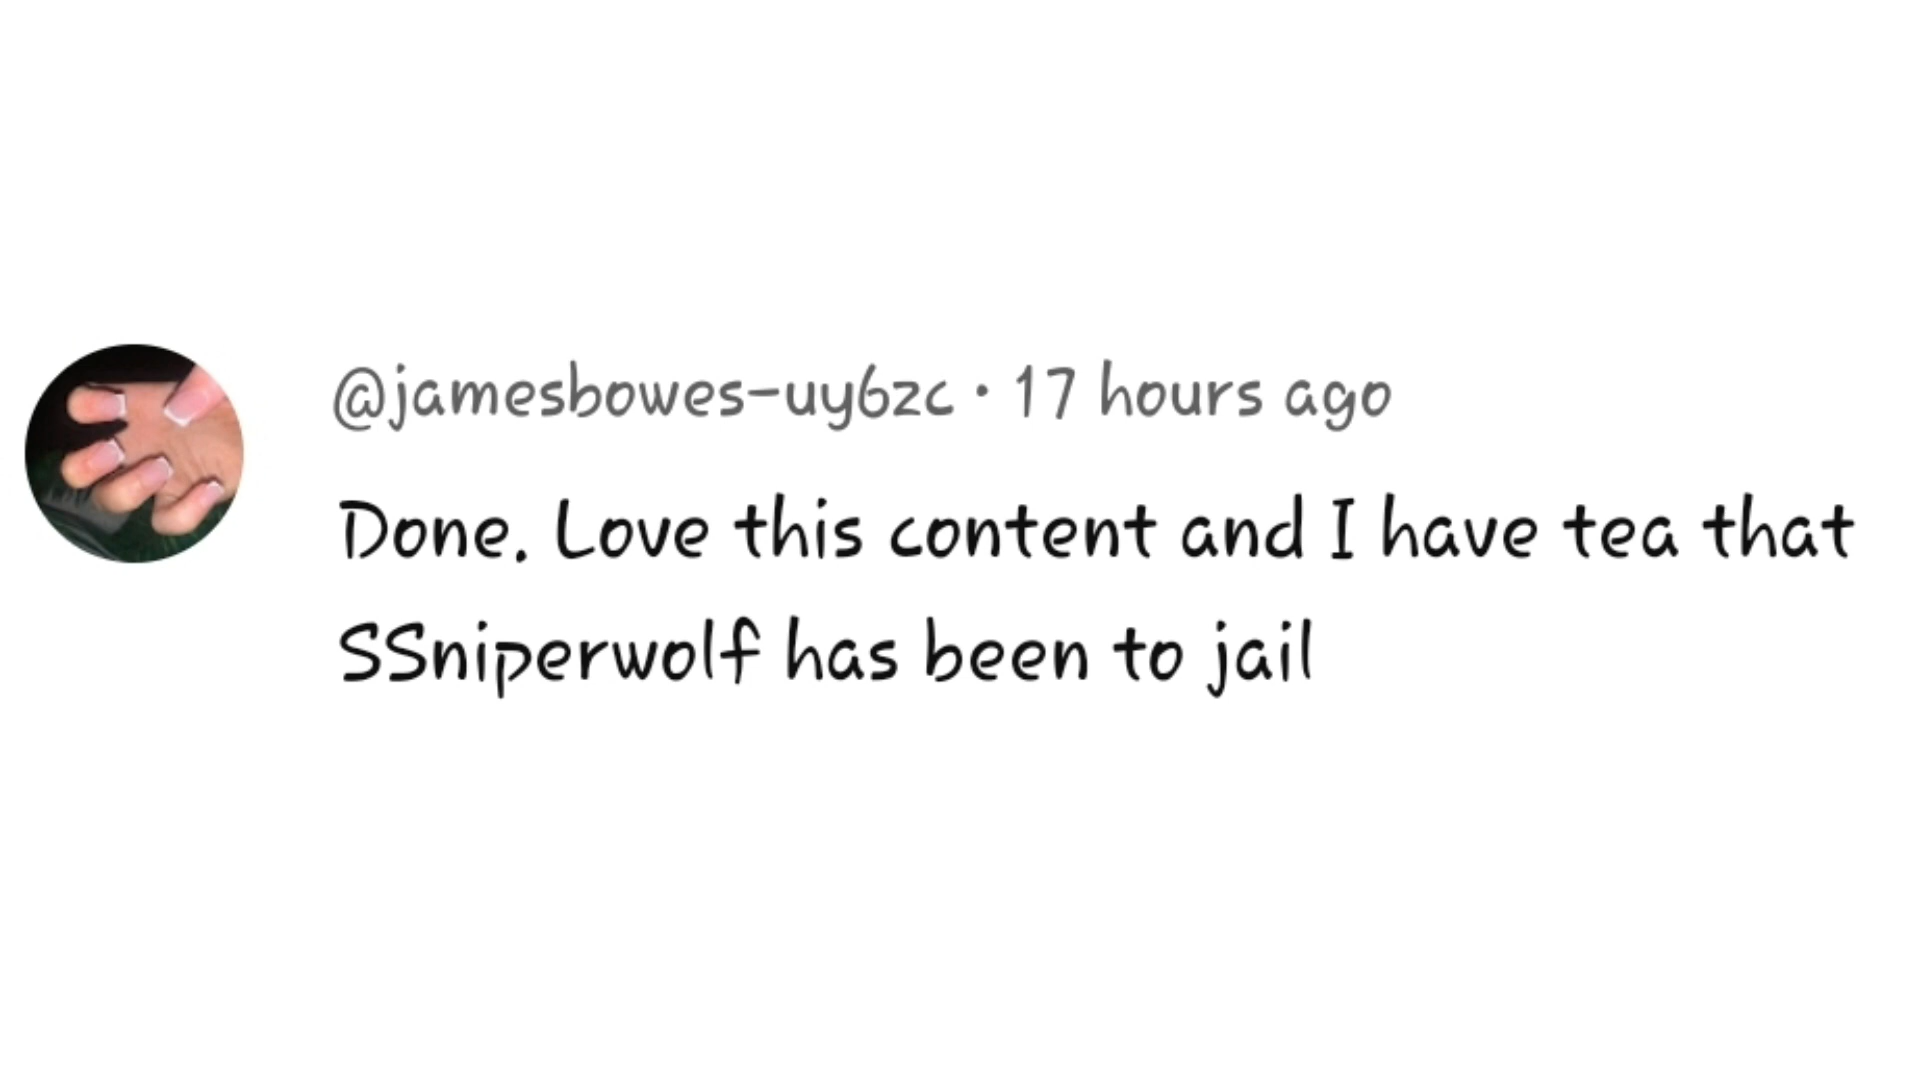 @jamesbowes-uy6zc · 17 hours ago
Done. Love this content and I have tea that
SSniperwolf has been to jail